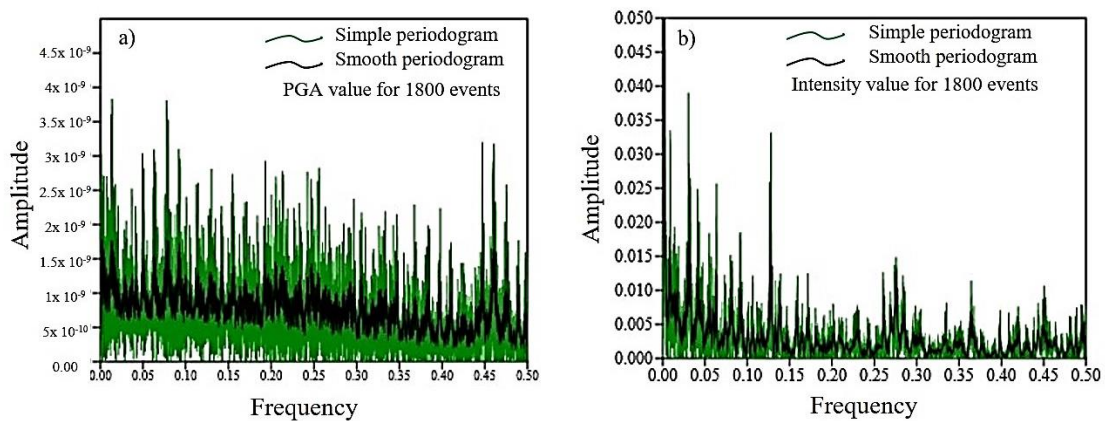 a)
Simple periodogram
Smooth periodogram
PGA value for 1800 events
4.5x 10-9
4x 10-9
3.5x 10-9
3x 10-9
2.5x 10-9
2x 10-9
1.5x 10-9
1x 10-9
5x 10-10
0.00
Amplitude
0.00 0.05 0.10 0.15 0.20 0.25 0.30 0.35 0.40 0.45 0.50
Frequency
b)
Simple periodogram
Smooth periodogram
Intensity value for 1800 events
0.050
0.045
0.040
0.035
0.030
0.025
0.020
0.015
0.010
0.005
0.000
Amplitude
0.00 0.05 0.10 0.15 0.20 0.25 0.30 0.35 0.40 0.45 0.50
Frequency